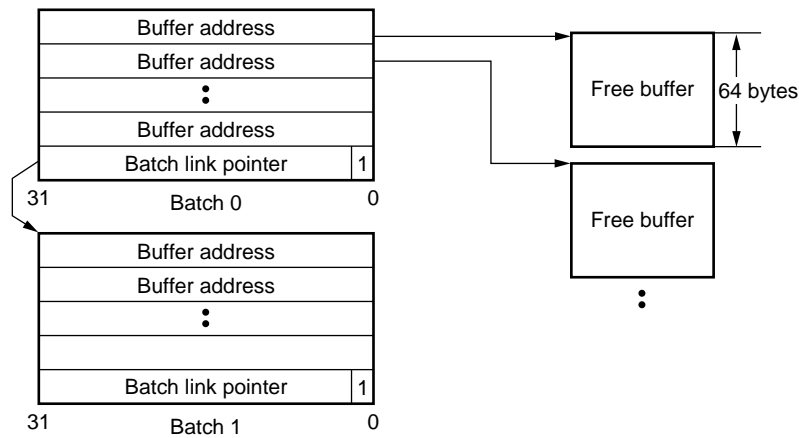 Buffer address
Buffer address
Buffer address
Batch link pointer 1
31 Batch 0 0
Free buffer
64 bytes
Free buffer
Buffer address
Buffer address
Batch link pointer 1
31 Batch 1 0